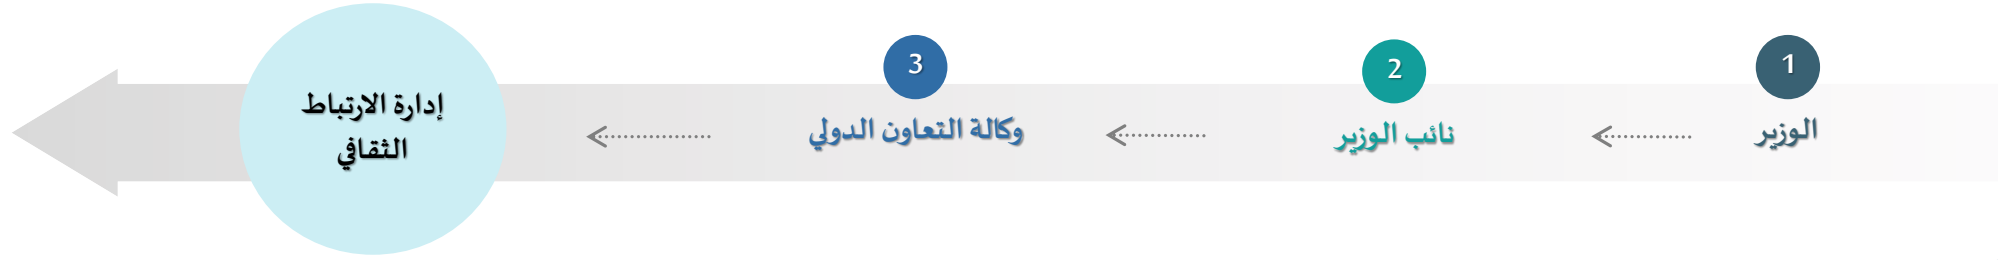 1
الوزير
2
نائب الوزير
3
وكالة التعاون الدولي
إدارة الارتباط
الثقافي